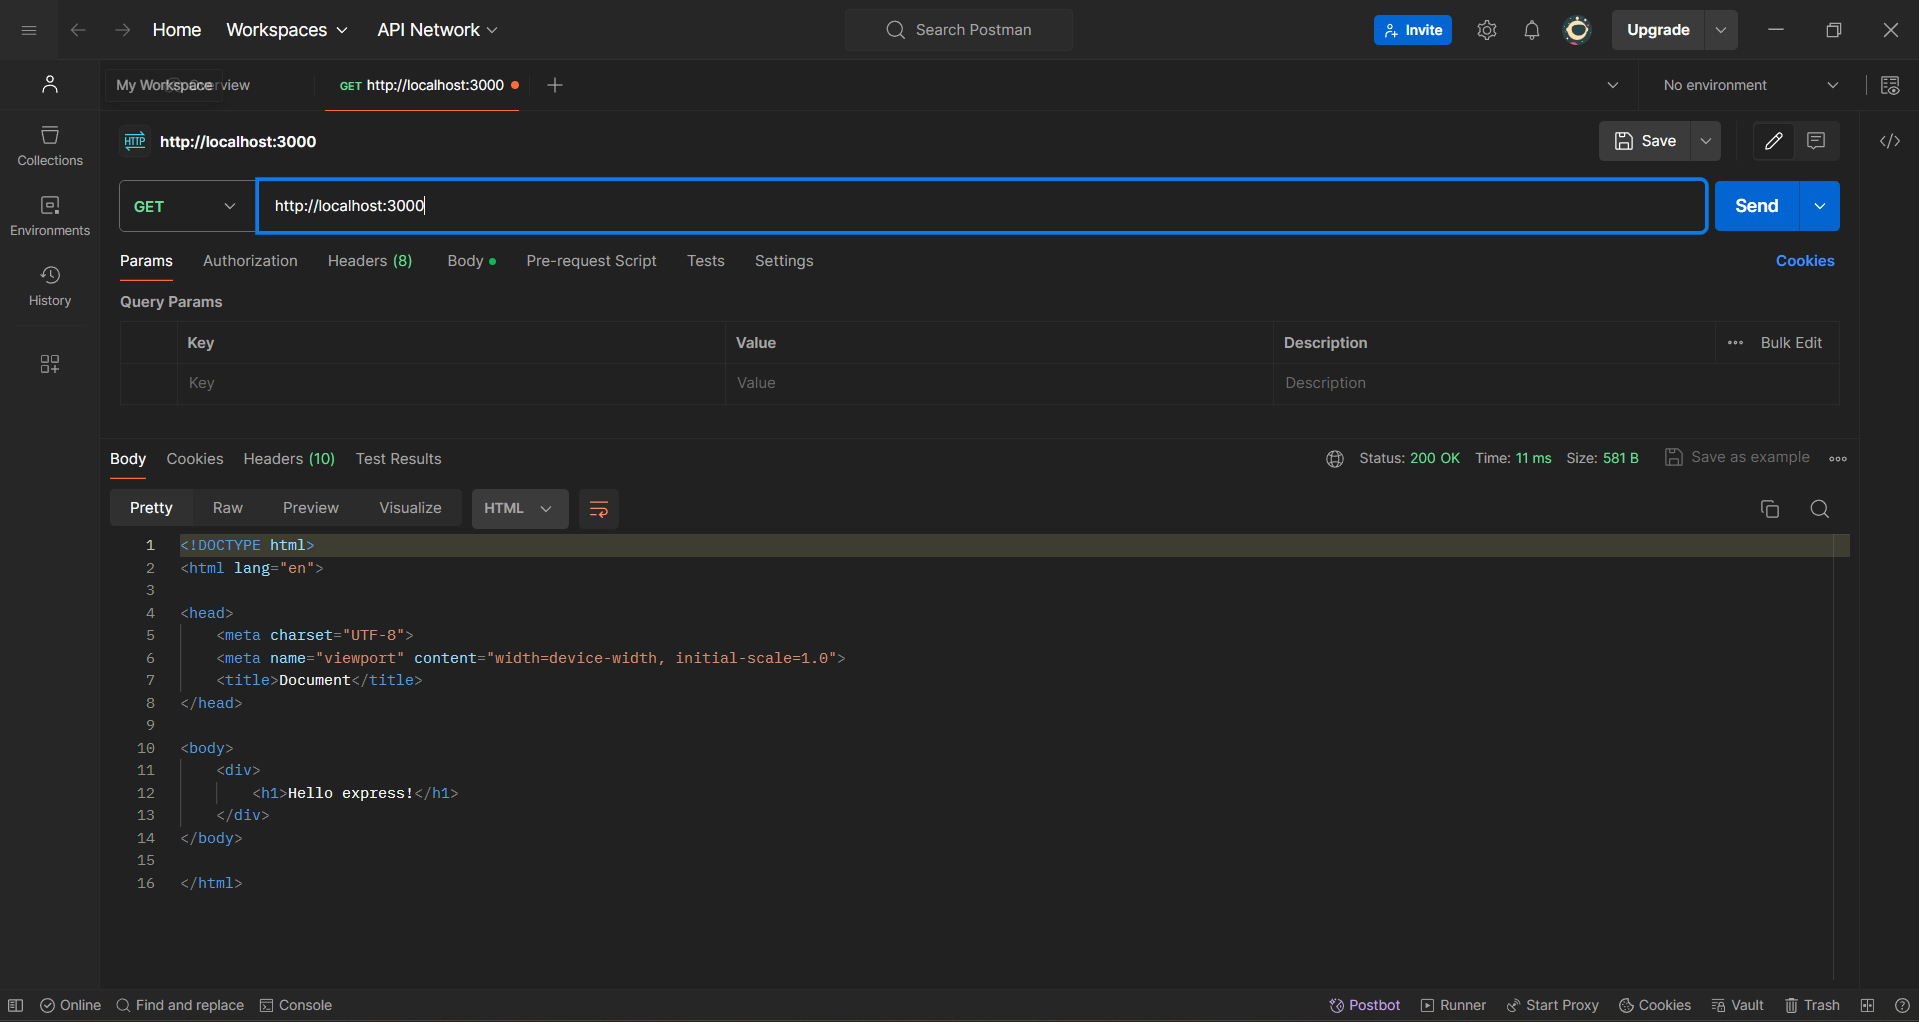 Home Workspaces API Network Search Postman Invite Upgrade
My Workspace Overview GET http://localhost:3000 No environment
HTTP http://localhost:3000 Save
GET http://localhost:3000 Send
Collections
Environments
History
Params Authorization Headers (8) Body Pre-request Script Tests Settings Cookies
Query Params
Key Value Description Bulk Edit
Key Value Description
Body Cookies Headers (10) Test Results Status: 200 OK Time: 11 ms Size: 581 B Save as example
Pretty Raw Preview Visualize HTML
1 <!DOCTYPE html>
2 <html lang="en">
3
4 <head>
5 <meta charset="UTF-8">
6 <meta name="viewport" content="width=device-width, initial-scale=1.0">
7 <title>Document</title>
8 </head>
9
10 <body>
11 <div>
12 <h1>Hello express!</h1>
13 </div>
14 </body>
15
16 </html>
Online Find and replace Console Postbot Runner Start Proxy Cookies Vault Trash